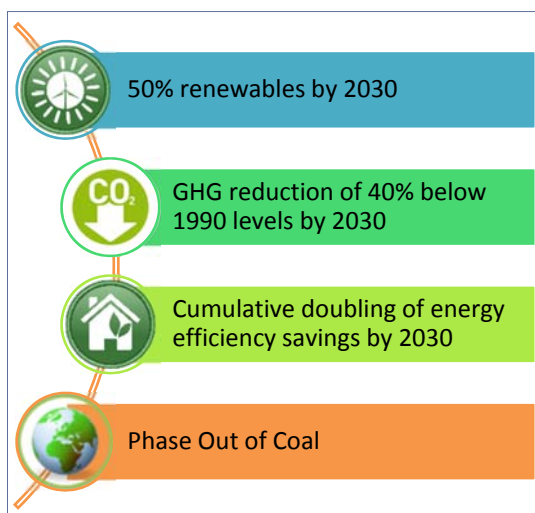 50% renewables by 2030
CO₂
GHG reduction of 40% below
1990 levels by 2030
Cumulative doubling of energy
efficiency savings by 2030
Phase Out of Coal